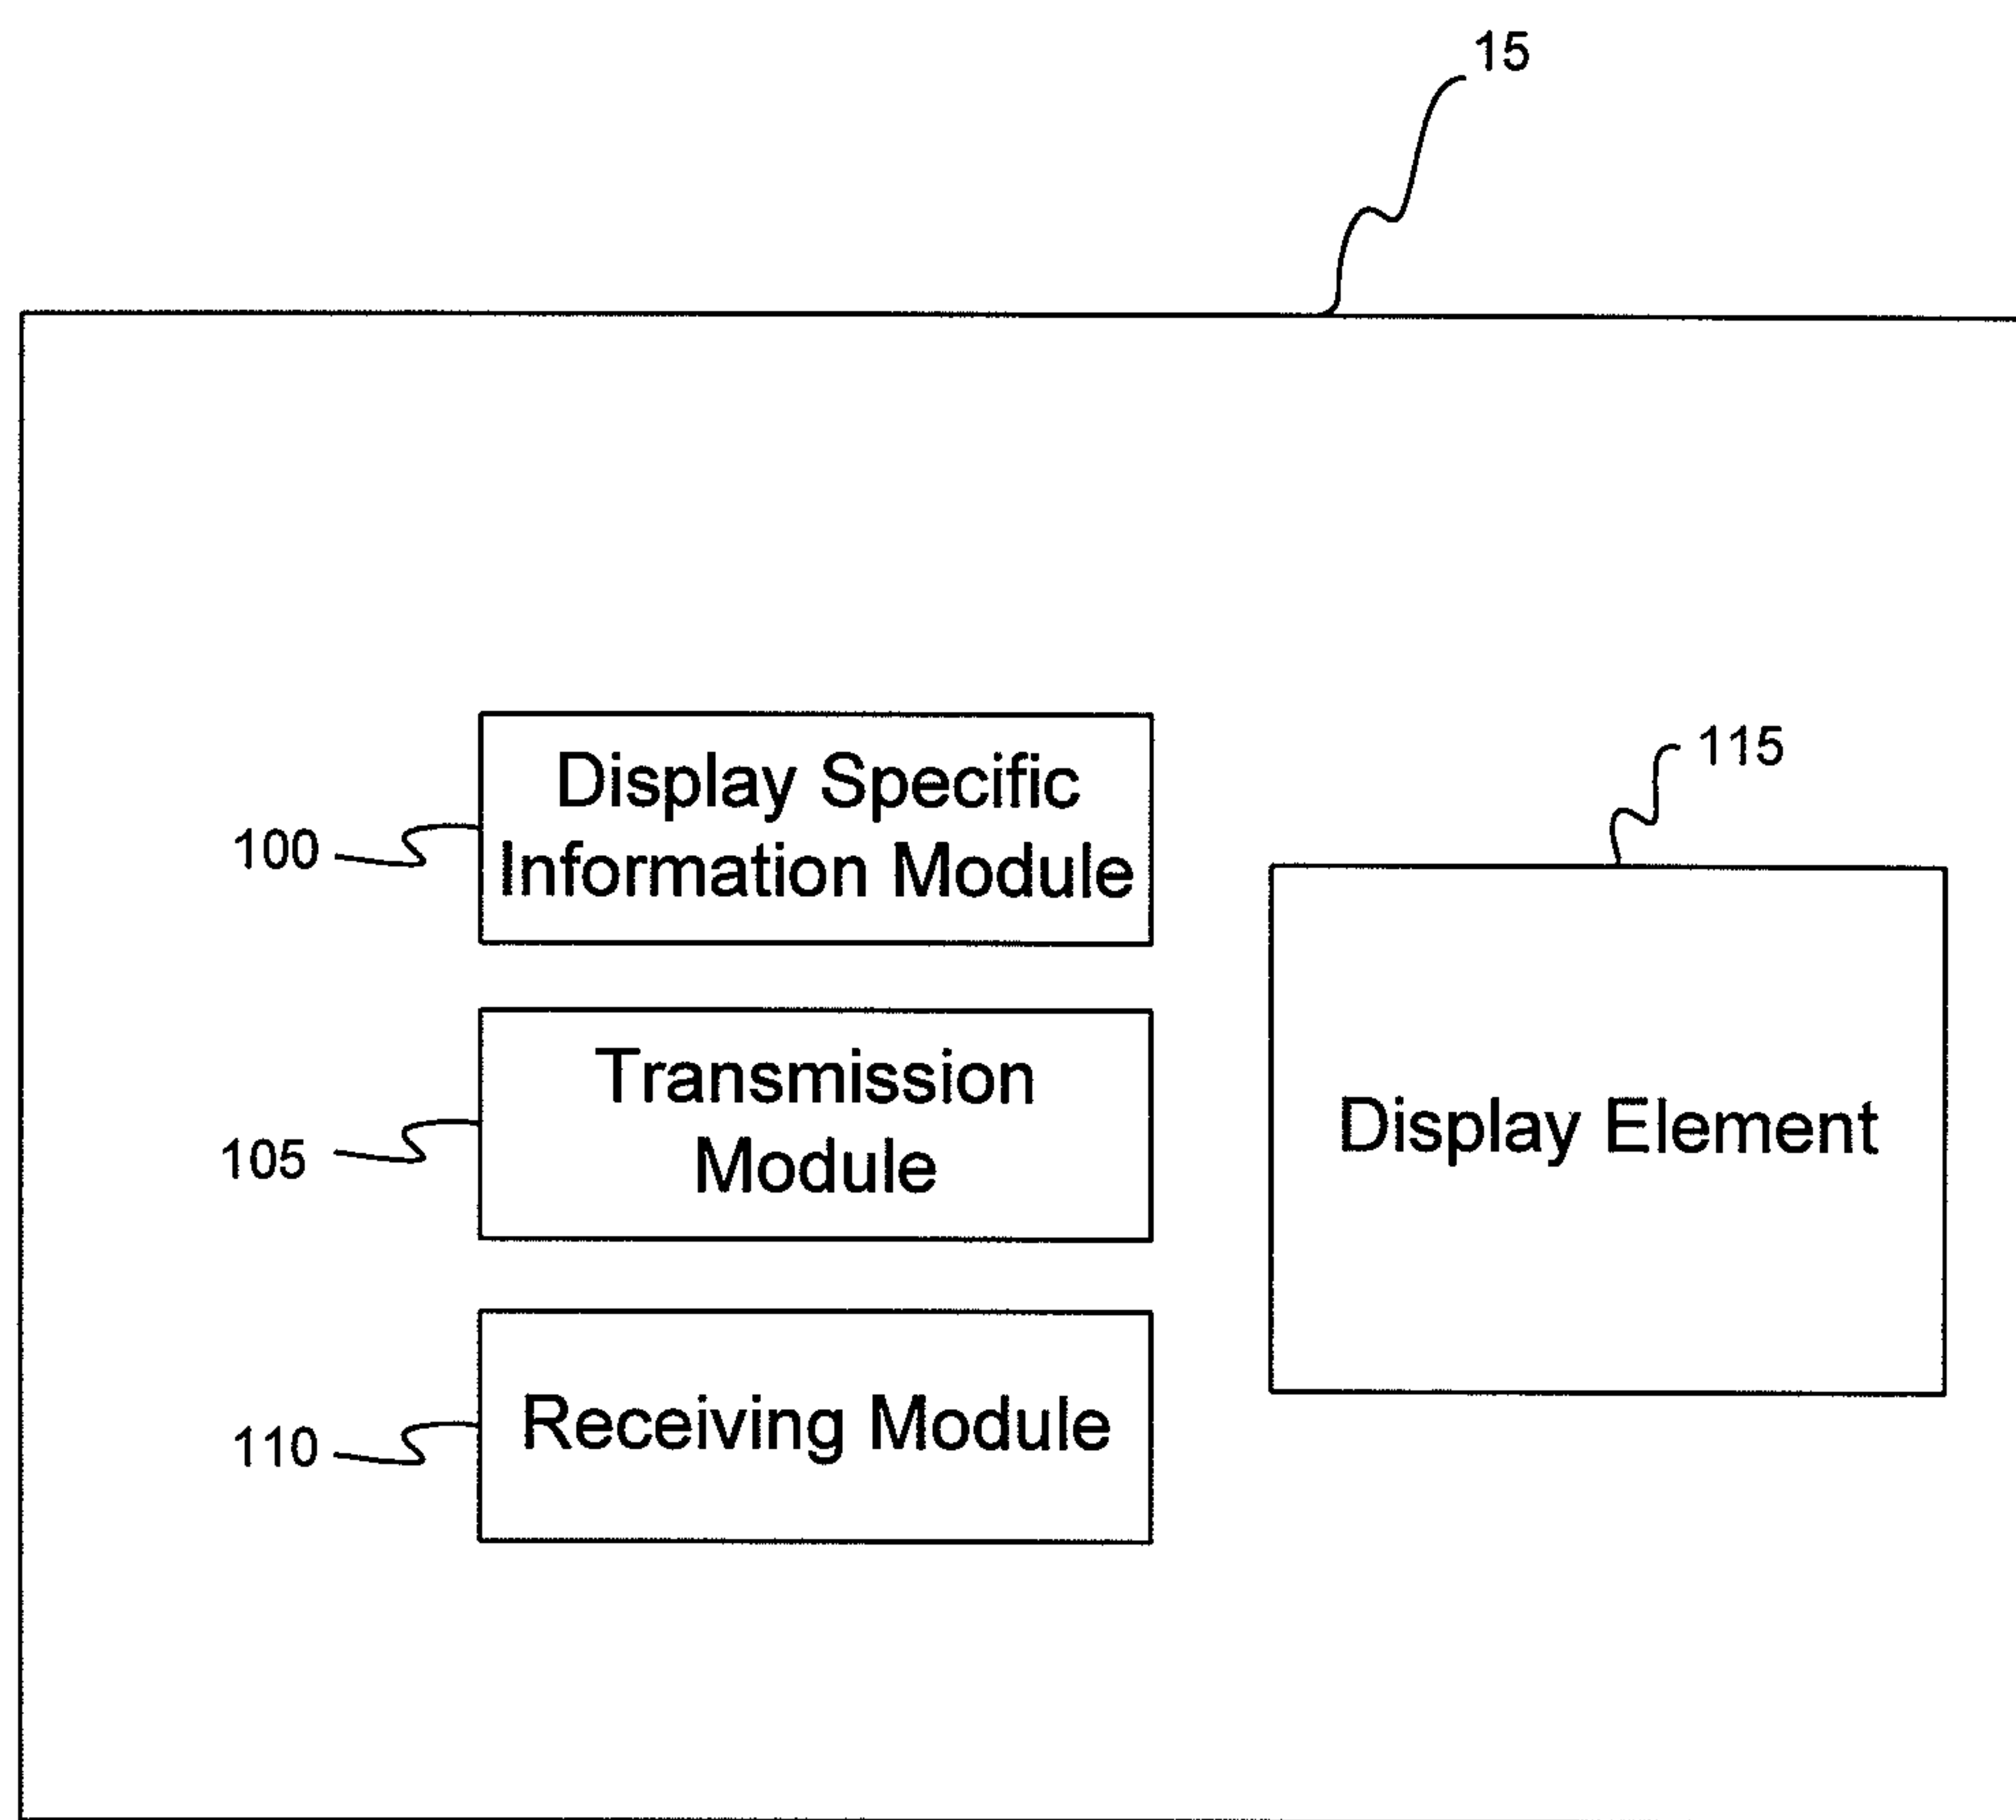 15
Display Specific
Information Module
100
115
Transmission
Module
105
Display Element
Receiving Module
110